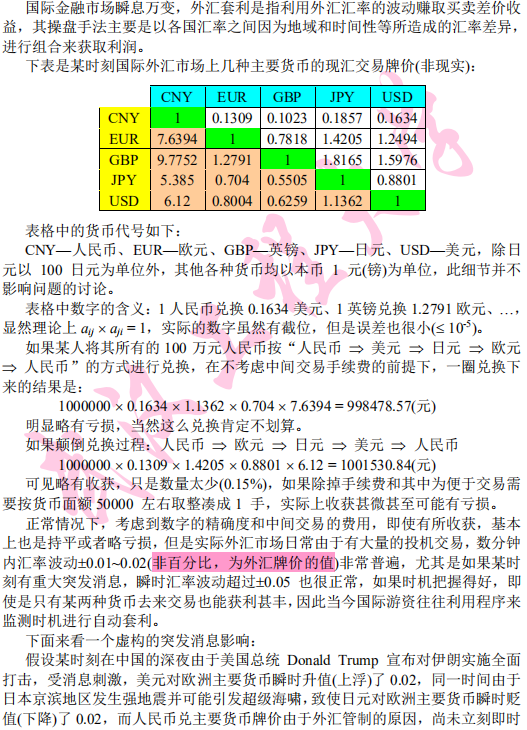 国际金融市场瞬息万变，外汇套利是指利用外汇汇率的波动赚取买卖差价收
益，其操盘手法主要是以各国汇率之间因为地域和时间性等所造成的汇率差异，
进行组合来获取利润。
下表是某时刻国际外汇市场上几种主要货币的现汇交易牌价(非现实)：
CNY EUR GBP JPY USD
CNY 1 0.1309 0.1023 0.1857 0.1634
EUR 7.6394 1 0.7818 1.4205 1.2494
GBP 9.7752 1.2791 1 1.8165 1.5976
JPY 5.385 0.704 0.5505 1 0.8801
USD 6.12 0.8004 0.6259 1.1362 1
表格中的货币代号如下：
CNY—人民币、EUR—欧元、GBP—英镑、JPY—日元、USD—美元，除日
元以 100 日元为单位外，其他各种货币均以本币 1 元(镑)为单位，此细节并不
影响问题的讨论。
表格中数字的含义：1 人民币兑换 0.1634 美元、1 英镑兑换 1.2791 欧元、…，
显然理论上 aij × aji = 1，实际的数字虽然有截位，但是误差也很小(≤ 10-5)。
如果某人将其所有的 100 万元人民币按“人民币 ⇒ 美元 ⇒ 日元 ⇒ 欧元
⇒ 人民币”的方式进行兑换，在不考虑中间交易手续费的前提下，一圈兑换下
来的结果是：
1000000 × 0.1634 × 1.1362 × 0.704 × 7.6394 = 998478.57(元)
明显略有亏损，当然这么兑换肯定不划算。
如果颠倒兑换过程：人民币 ⇒ 欧元 ⇒ 日元 ⇒ 美元 ⇒ 人民币
1000000 × 0.1309 × 1.4205 × 0.8801 × 6.12 = 1001530.84(元)
可见略有收获，只是数量太少(0.15%)，如果除掉手续费和其中为便于交易需
要按货币面额 50000 左右取整凑成 1 手，实际上收获甚微甚至可能有亏损。
正常情况下，考虑到数字的精确度和中间交易的费用，即使有所收获，基本
上也是持平或者略亏，但是实际外汇市场日常由于有大量的投机交易，数分钟
内汇率波动±0.01~0.02(非百分比，为外汇牌价的值)非常普遍，尤其是如果某时
刻有重大突发消息，瞬时汇率波动超过±0.05 也很正常，如果时机把握得好，即
使是只有某两种货币去来交易也能获利甚丰，因此当今国际游资往往利用程序来
监测时机进行自动套利。
下面来看一个虚构的突发消息影响：
假设某时刻在中国的深夜由于美国总统 Donald Trump 宣布对伊朗实施全面
打击，受消息刺激，美元对欧洲主要货币瞬时升值(上浮)了 0.02，同一时间由于
日本京滨地区发生强地震并可能引发超级海啸，致使日元对欧洲主要货币瞬时贬
值(下降)了 0.02，而人民币兑主要货币牌价由于外汇管制的原因，尚未立刻即时